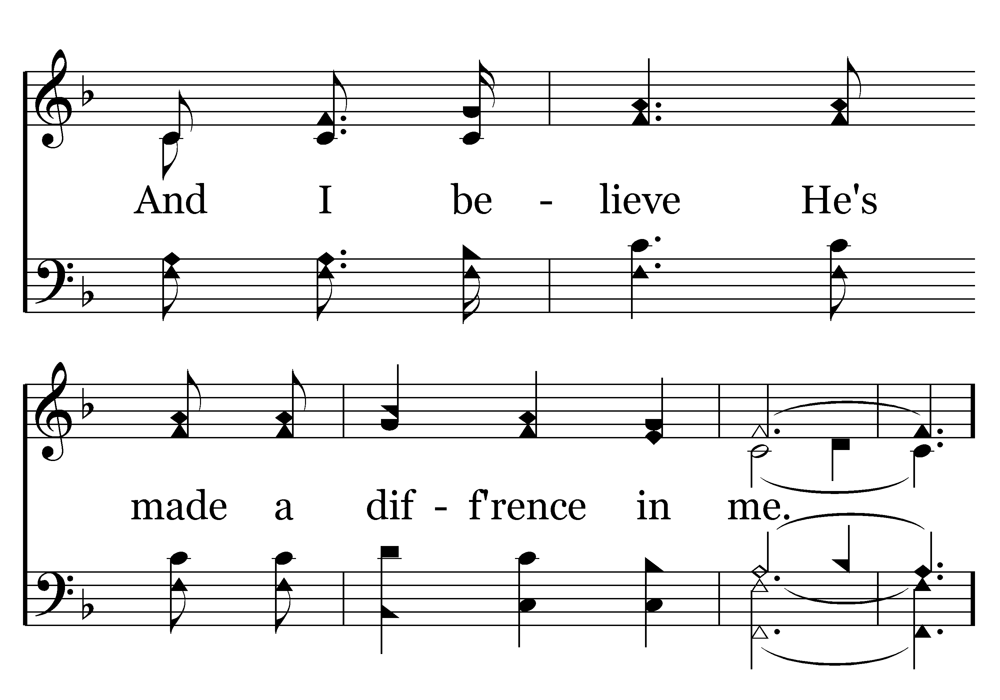 And I be - lieve He's
made a dif - f'rence in me.